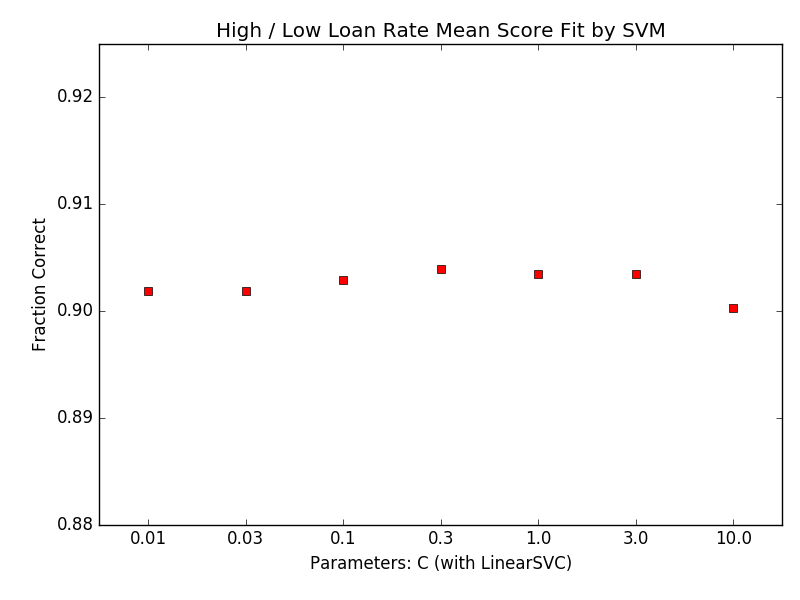 High / Low Loan Rate Mean Score Fit by SVM
0.92
0.91
0.90
0.89
0.88
Fraction Correct
0.01 0.03 0.1 0.3 1.0 3.0 10.0
Parameters: C (with LinearSVC)